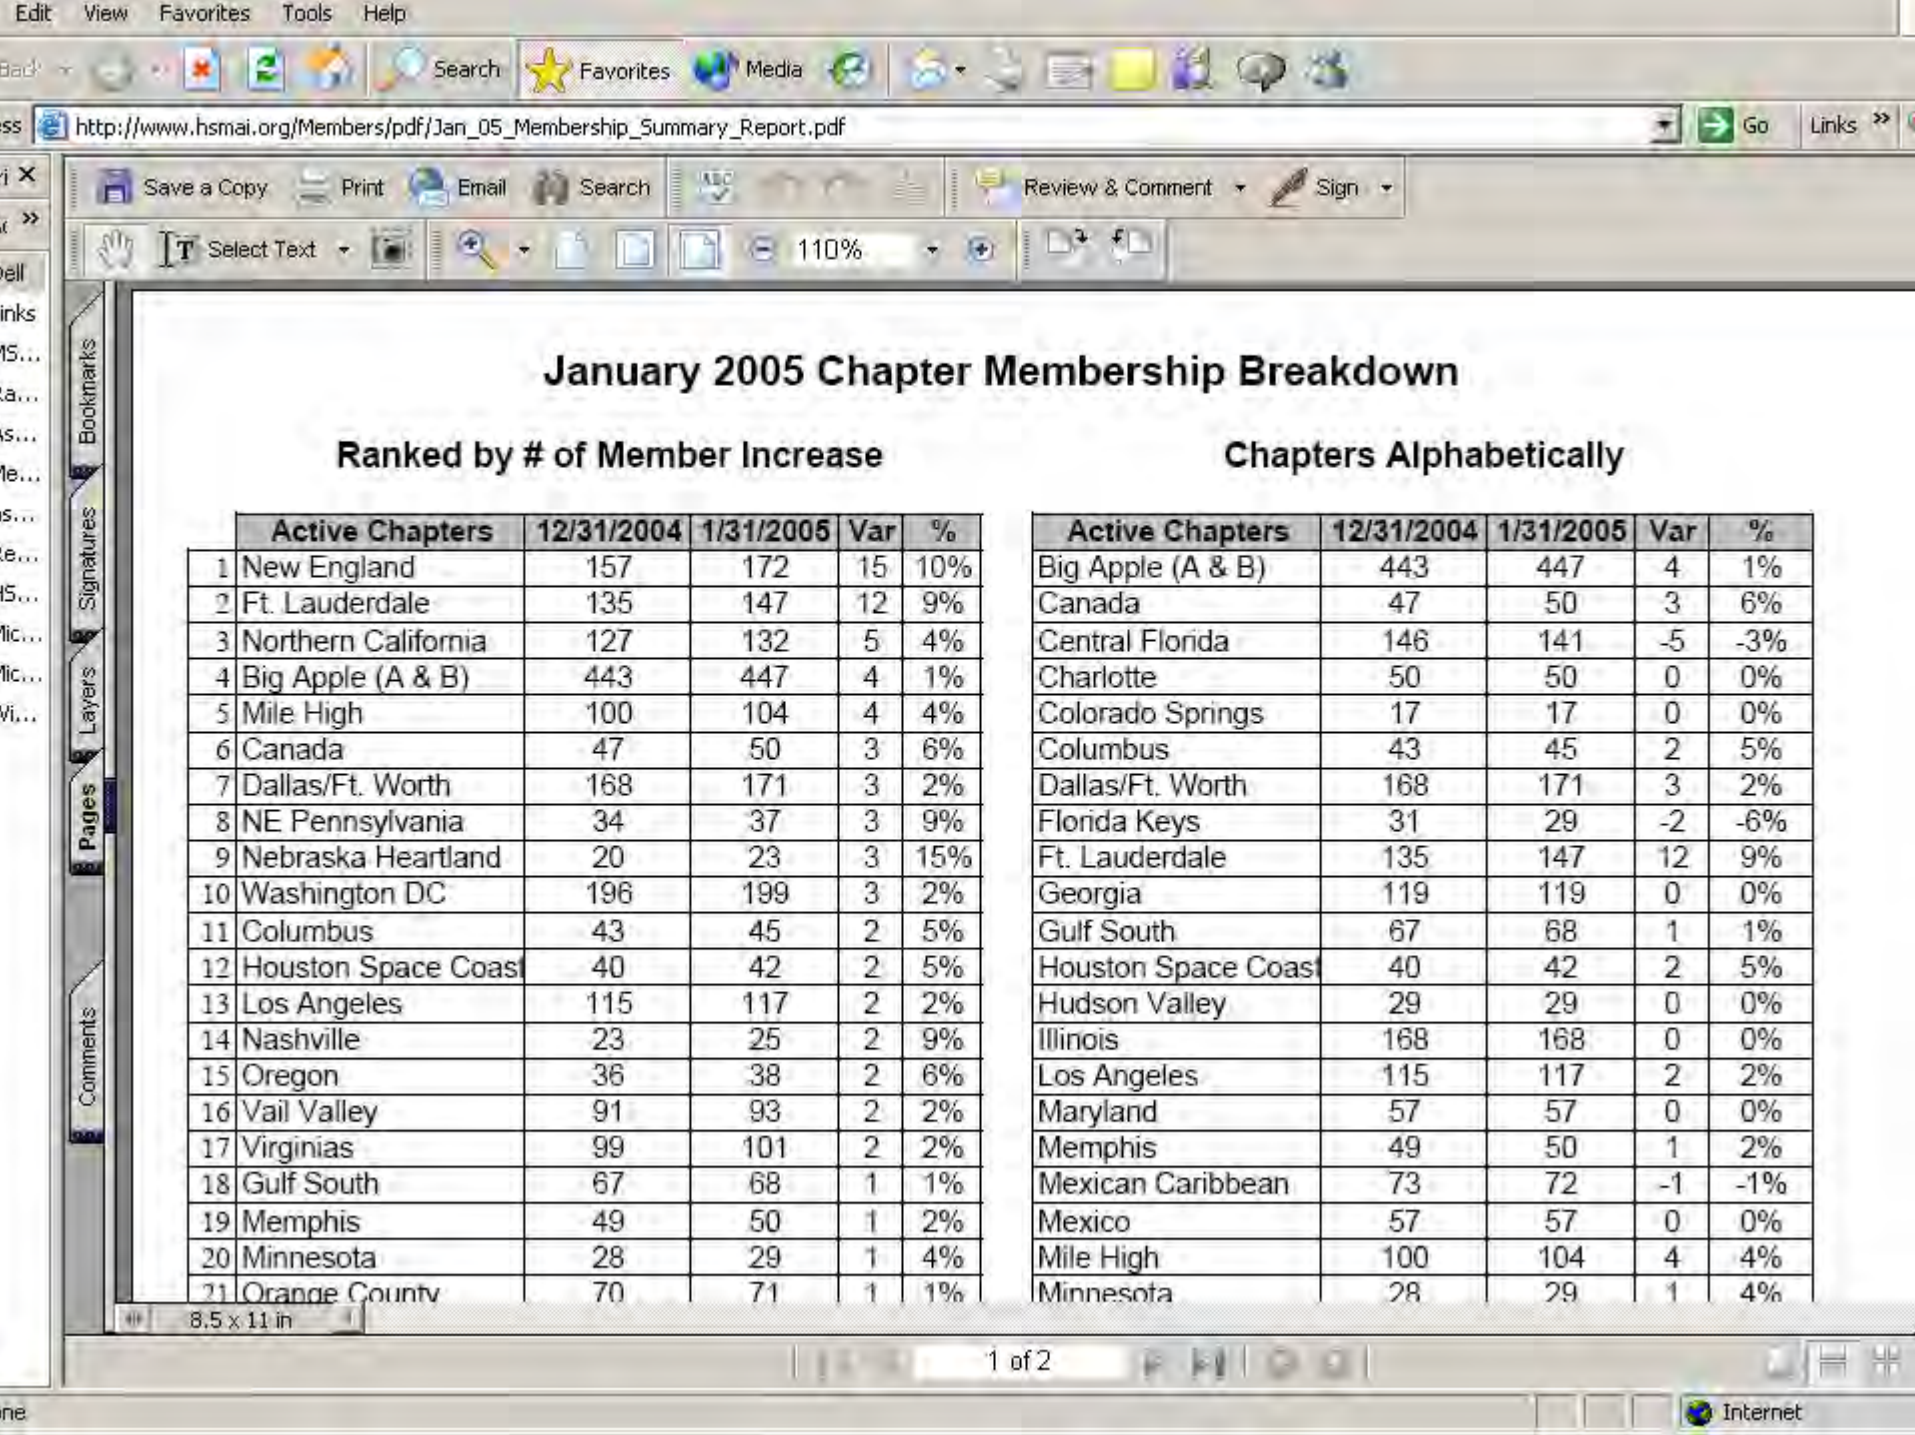 Edit View Favorites Tools Help
Back Search Favorites Media
ess http://www.hsmai.org/Members/pdf/Jan_05_Membership_Summary_Report.pdf Go Links »
Save a Copy Print Email Search Review & Comment Sign
Select Text 110%
Bookmarks
Signatures
Layers
Pages
Comments
January 2005 Chapter Membership Breakdown
Ranked by # of Member Increase
Active Chapters 12/31/2004 1/31/2005 Var %
1 New England 157 172 15 10%
2 Ft. Lauderdale 135 147 12 9%
3 Northern California 127 132 5 4%
4 Big Apple (A & B) 443 447 4 1%
5 Mile High 100 104 4 4%
6 Canada 47 50 3 6%
7 Dallas/Ft. Worth 168 171 3 2%
8 NE Pennsylvania 34 37 3 9%
9 Nebraska Heartland 20 23 3 15%
10 Washington DC 196 199 3 2%
11 Columbus 43 45 2 5%
12 Houston Space Coast 40 42 2 5%
13 Los Angeles 115 117 2 2%
14 Nashville 23 25 2 9%
15 Oregon 36 38 2 6%
16 Vail Valley 91 93 2 2%
17 Virginias 99 101 2 2%
18 Gulf South 67 68 1 1%
19 Memphis 49 50 1 2%
20 Minnesota 28 29 1 4%
21 Orange County 70 71 1 1%
Chapters Alphabetically
Active Chapters 12/31/2004 1/31/2005 Var %
Big Apple (A & B) 443 447 4 1%
Canada 47 50 3 6%
Central Florida 146 141 -5 -3%
Charlotte 50 50 0 0%
Colorado Springs 17 17 0 0%
Columbus 43 45 2 5%
Dallas/Ft. Worth 168 171 3 2%
Florida Keys 31 29 -2 -6%
Ft. Lauderdale 135 147 12 9%
Georgia 119 119 0 0%
Gulf South 67 68 1 1%
Houston Space Coast 40 42 2 5%
Hudson Valley 29 29 0 0%
Illinois 168 168 0 0%
Los Angeles 115 117 2 2%
Maryland 57 57 0 0%
Memphis 49 50 1 2%
Mexican Caribbean 73 72 -1 -1%
Mexico 57 57 0 0%
Mile High 100 104 4 4%
Minnesota 28 29 1 4%
8.5 x 11 in
1 of 2
Internet